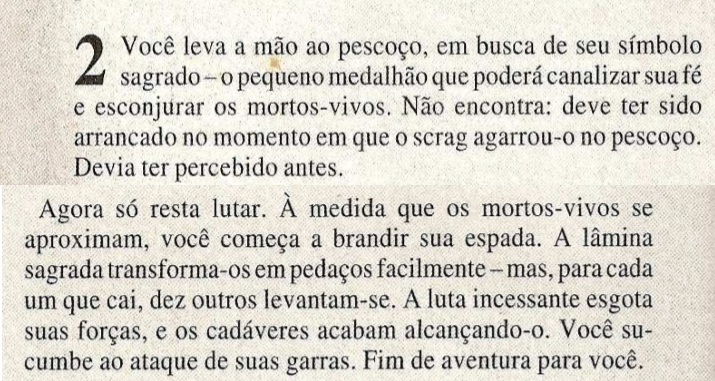 2 Você leva a mão ao pescoço, em busca de seu símbolo
sagrado – o pequeno medalhão que poderá canalizar sua fé
e esconjurar os mortos-vivos. Não encontra: deve ter sido
arrancado no momento em que o scrag agarrou-o no pescoço.
Devia ter percebido antes.
Agora só resta lutar. À medida que os mortos-vivos se
aproximam, você começa a brandir sua espada. A lâmina
sagrada transforma-os em pedaços facilmente – mas, para cada
um que cai, dez outros levantam-se. A luta incessante esgota
suas forças, e os cadáveres acabam alcançando-o. Você su-
cumbe ao ataque de suas garras. Fim de aventura para você.